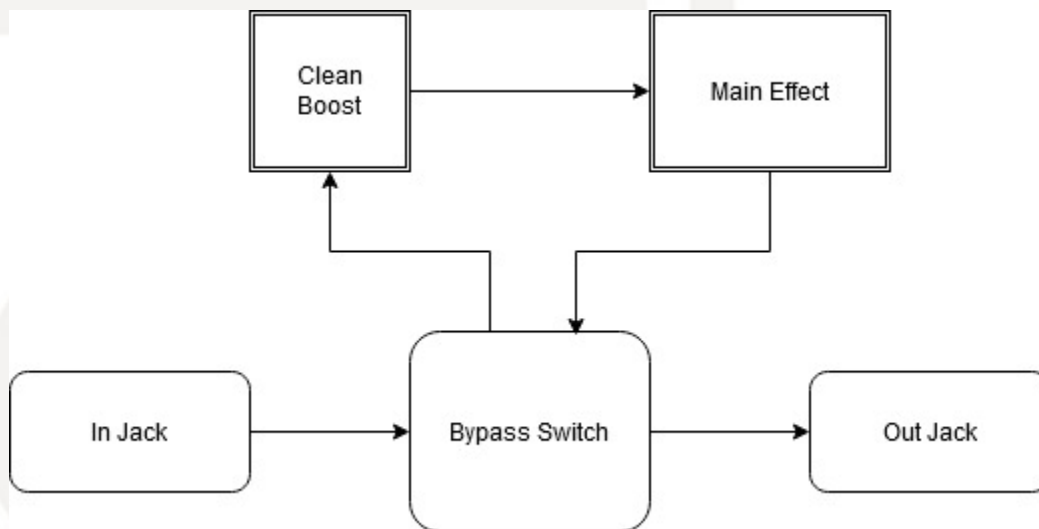 Clean
Boost
Main Effect
In Jack
Bypass Switch
Out Jack